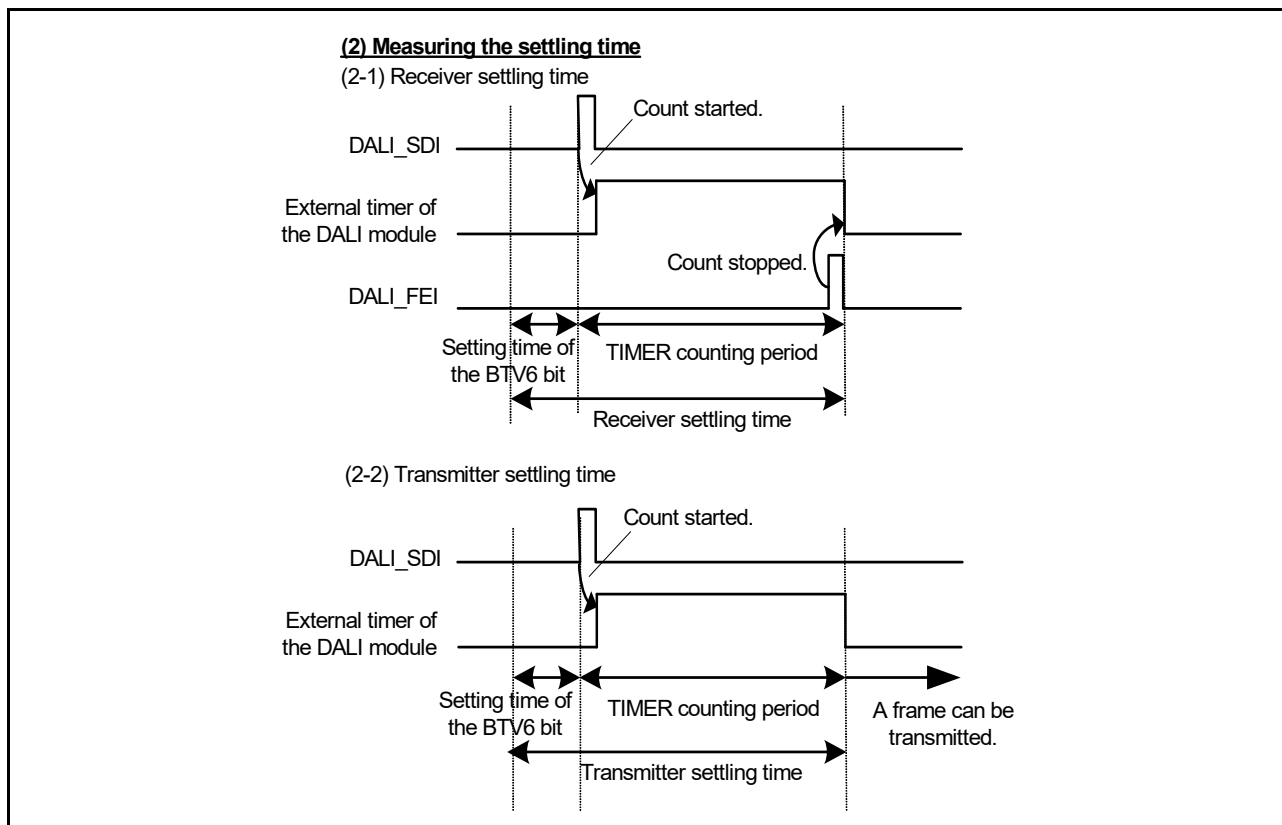 (2) Measuring the settling time
(2-1) Receiver settling time
Count started.
DALI_SDI
External timer of
the DALI module
Count stopped.
DALI_FEI
Setting time of
the BTV6 bit
TIMER counting period
Receiver settling time
(2-2) Transmitter settling time
Count started.
DALI_SDI
External timer of
the DALI module
Setting time of
the BTV6 bit
TIMER counting period
A frame can be
transmitted.
Transmitter settling time